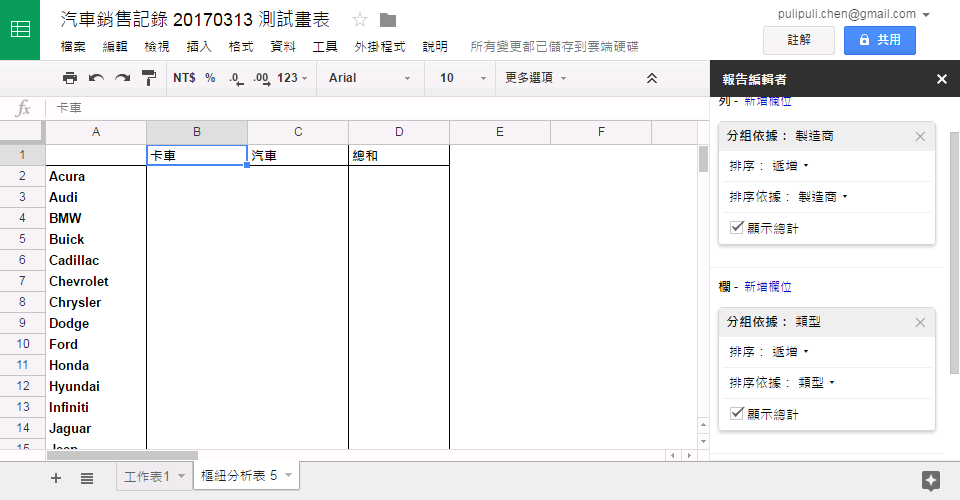 汽車銷售記錄 20170313 測試畫表
pulipuli.chen@gmail.com
檔案 編輯 檢視 插入 格式 資料 工具 外掛程式 說明 所有變更都已儲存到雲端硬碟
註解 共用
NT$ % .0 .00 123 Arial 10 更多選項
fx 卡車
報告編輯者
列 - 新增欄位
分組依據： 製造商
排序： 遞增
排序依據： 製造商
顯示總計
欄 - 新增欄位
分組依據： 類型
排序： 遞增
排序依據： 類型
顯示總計
A B C D E F
1 卡車 汽車 總和
2 Acura
3 Audi
4 BMW
5 Buick
6 Cadillac
7 Chevrolet
8 Chrysler
9 Dodge
10 Ford
11 Honda
12 Hyundai
13 Infiniti
14 Jaguar
15 Jeep
工作表1 樞紐分析表 5